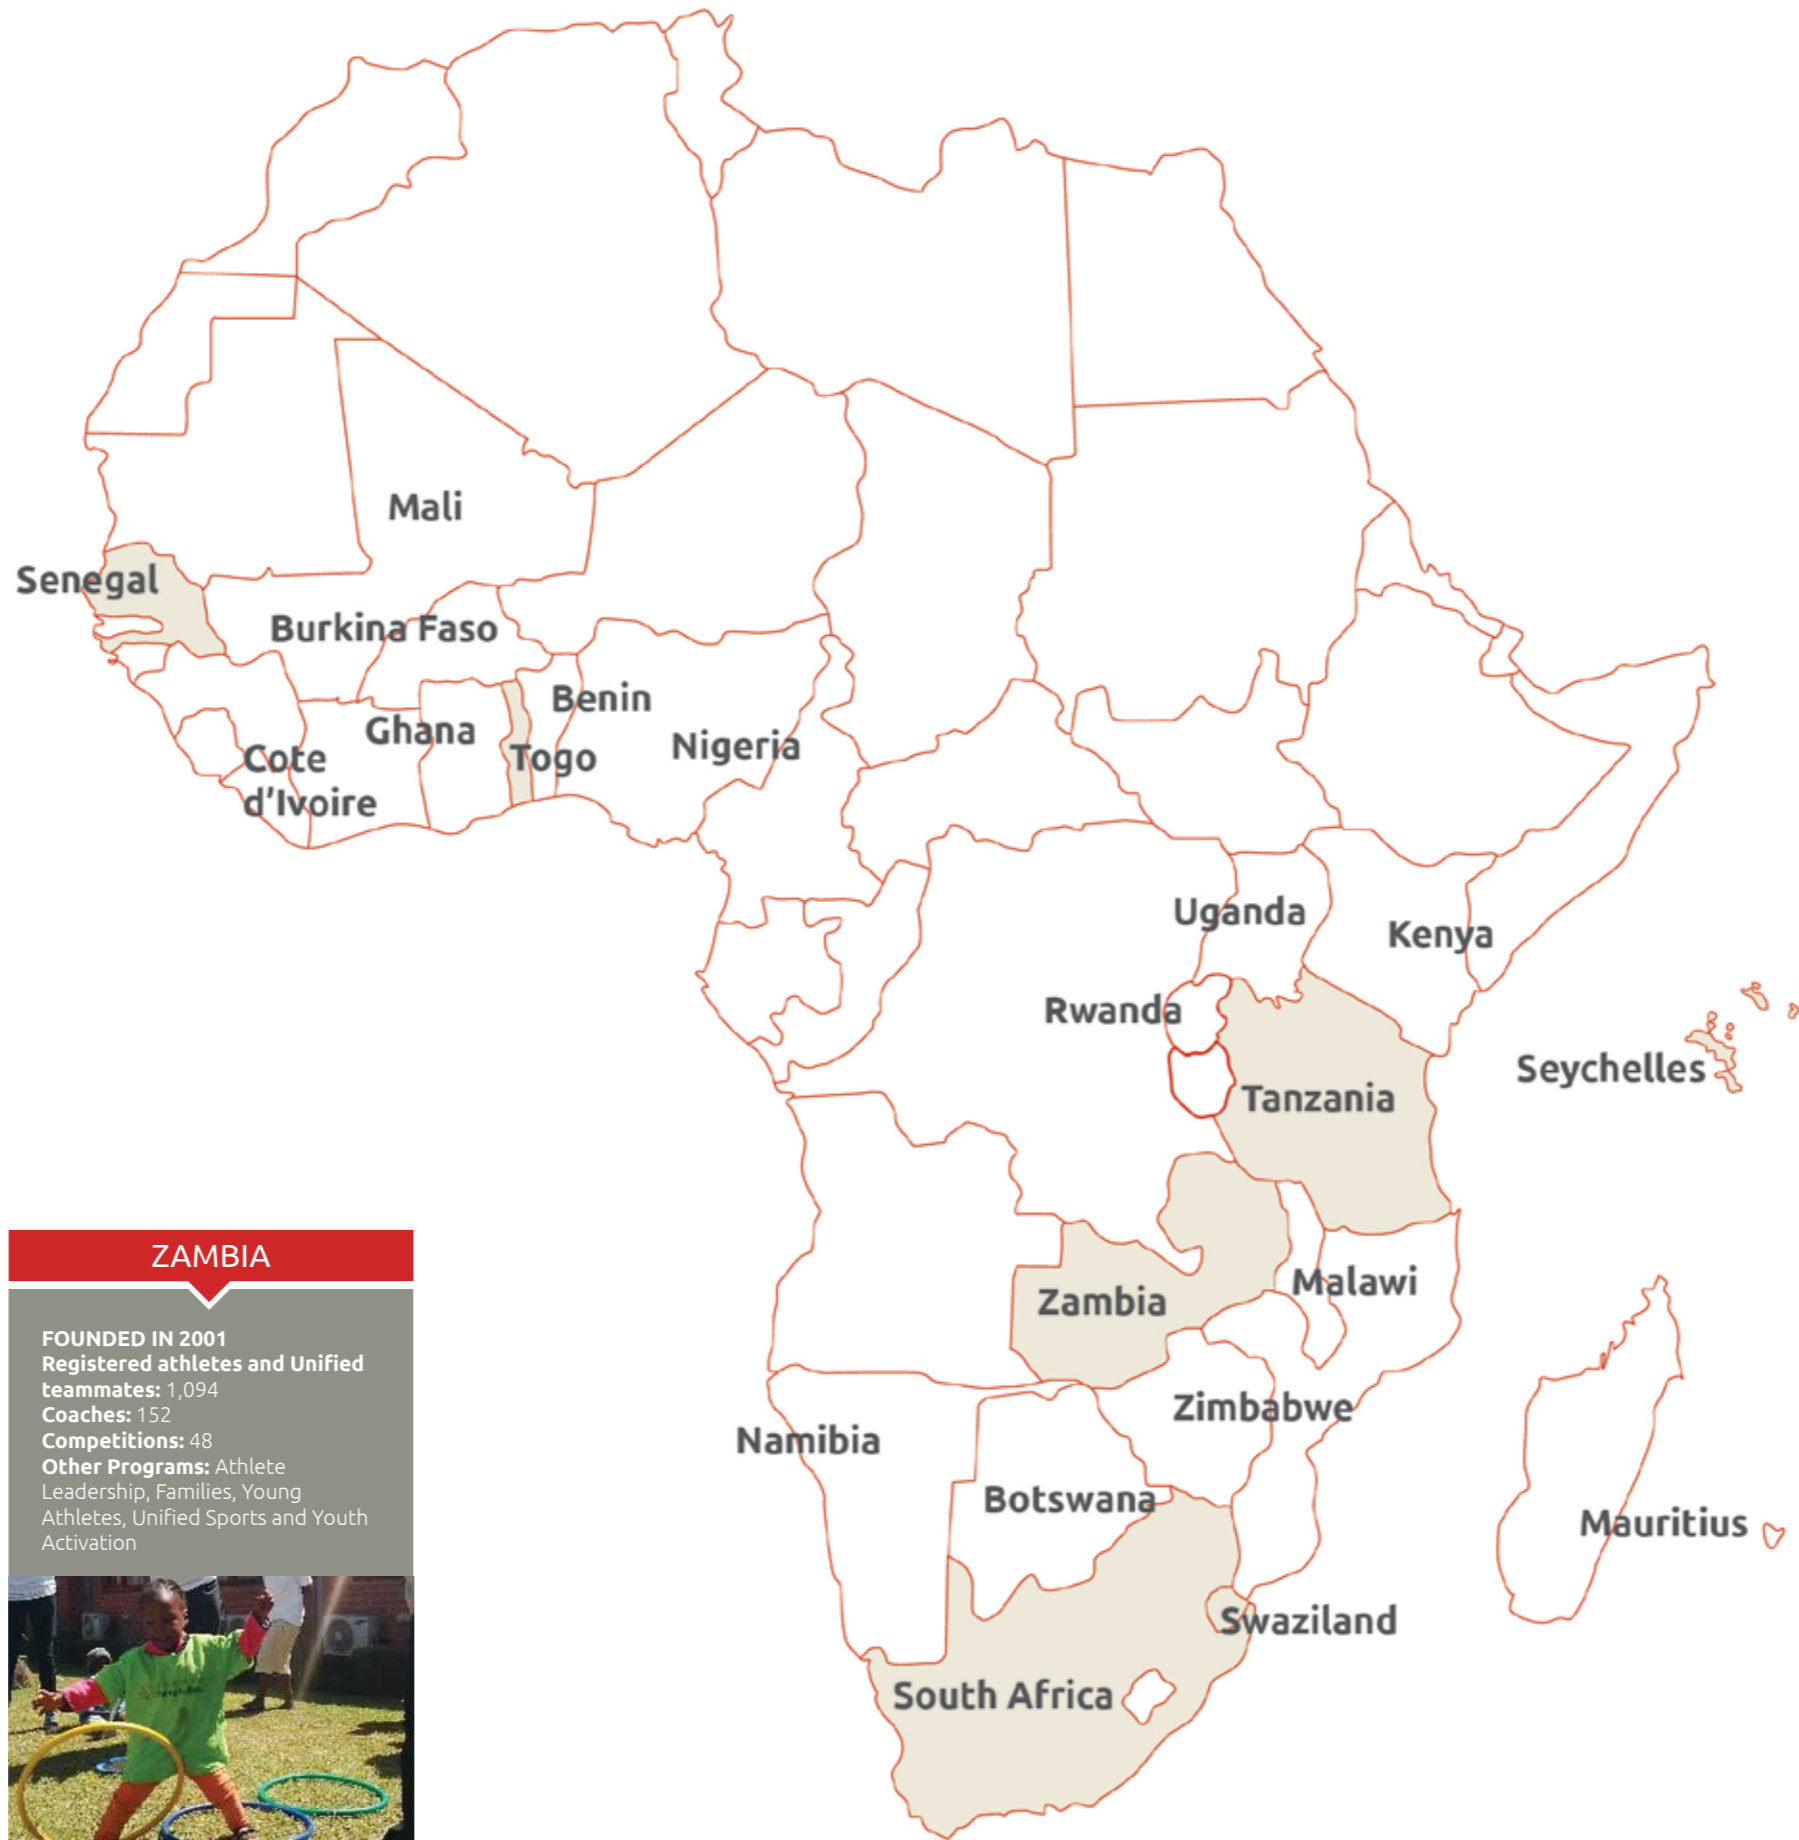 Mali
Senegal
Burkina Faso
Benin
Ghana
Nigeria
Togo
Cote
d'Ivoire
Uganda
Kenya
Rwanda
Seychelles
Tanzania
Malawi
Zambia
Zimbabwe
Namibia
Botswana
Mauritius
Swaziland
South Africa
ZAMBIA
FOUNDED IN 2001
Registered athletes and Unified
teammates: 1,094
Coaches: 152
Competitions: 48
Other Programs: Athlete
Leadership, Families, Young
Athletes, Unified Sports and Youth
Activation